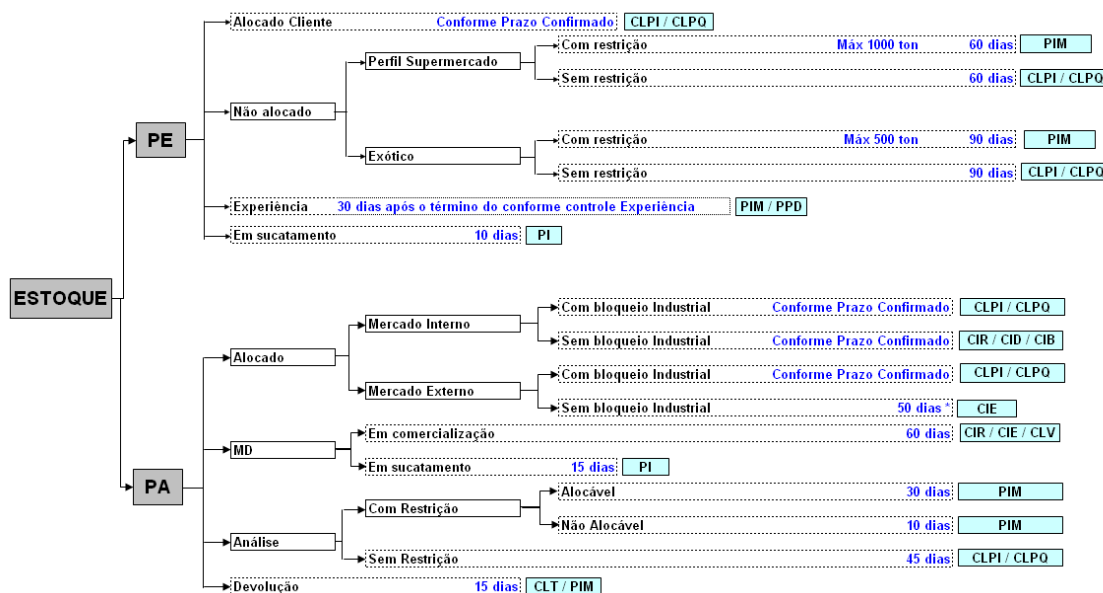 Alocado Cliente Conforme Prazo Confirmado CLPI / CLPQ
Com restrição Máx 1000 ton 60 dias PIM
Perfil Supermercado
Sem restrição 60 dias CLPI / CLPQ
Não alocado
PE
Com restrição Máx 500 ton 90 dias PIM
Exótico
Sem restrição 90 dias CLPI / CLPQ
Experiência 30 dias após o término do conforme controle Experiência PIM / PPD
Em sucatamento 10 dias PI
ESTOQUE
Com bloqueio Industrial Conforme Prazo Confirmado CLPI / CLPQ
Mercado Interno
Sem bloqueio Industrial Conforme Prazo Confirmado CIR / CID / CIB
Alocado
Com bloqueio Industrial Conforme Prazo Confirmado CLPI / CLPQ
Mercado Externo
Sem bloqueio Industrial 50 dias * CIE
Em comercialização 60 dias CIR / CIE / CLV
MD
Em sucatamento 15 dias PI
PA
Alocável 30 dias PIM
Com Restrição
Não Alocável 10 dias PIM
Análise
Sem Restrição 45 dias CLPI / CLPQ
Devolução 15 dias CLT / PIM